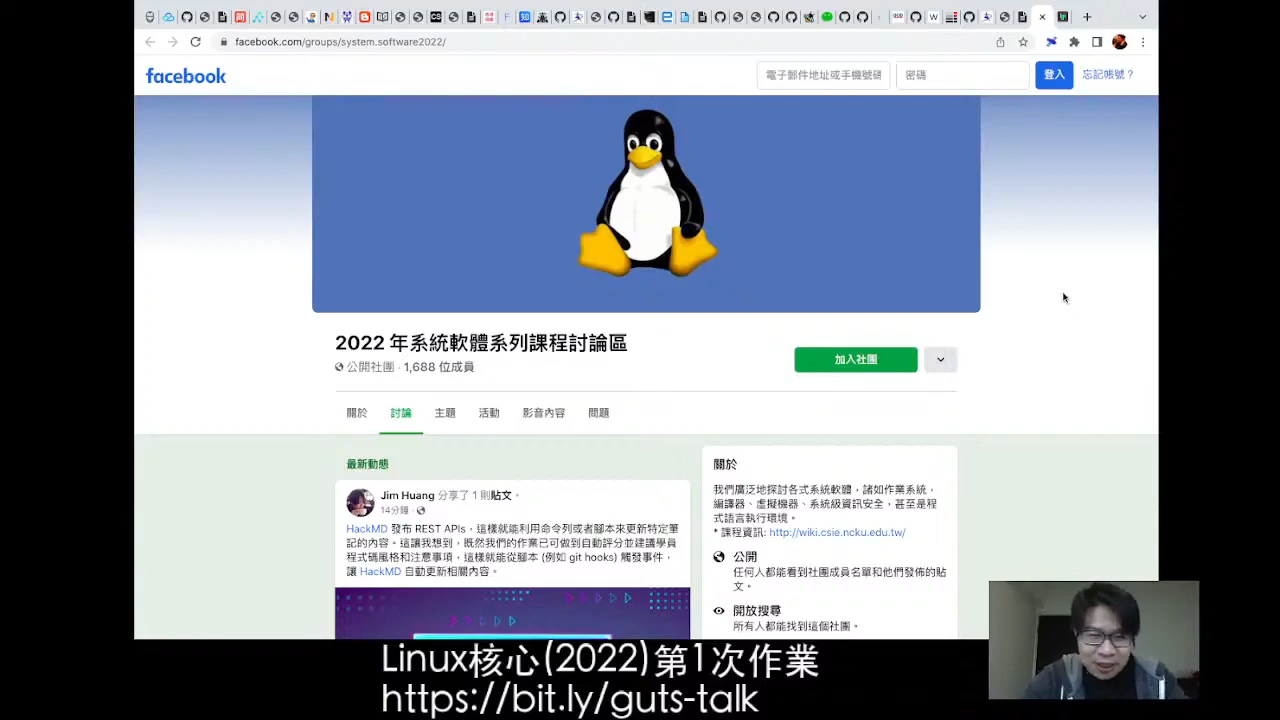 facebook.com/groups/system.software2022/
facebook
電子郵件地址或手機號碼
密碼
登入
忘記帳號？
2022 年系統軟體系列課程討論區
公開社團 · 1,688 位成員
加入社團
關於
討論
主題
活動
影音內容
問題
最新動態
Jim Huang 分享了 1 則貼文。
14分鐘 ·
HackMD 發布 REST APIs，這樣就能利用命令列或者腳本來更新特定筆
記的內容。這讓我想到，既然我們的作業已可做到自動評分並建議學員
程式碼風格和注意事項，這樣就能從腳本 (例如 git hooks) 觸發事件，
讓 HackMD 自動更新相關內容。
關於
我們廣泛地探討各式系統軟體，諸如作業系統，
編譯器、虛擬機器、系統級資訊安全，甚至是程
式語言執行環境。
* 課程資訊: http://wiki.csie.ncku.edu.tw/
公開
任何人都能看到社團成員名單和他們發佈的貼
文。
開放搜尋
所有人都能找到這個社團。
Linux核心(2022)第1次作業
https://bit.ly/guts-talk